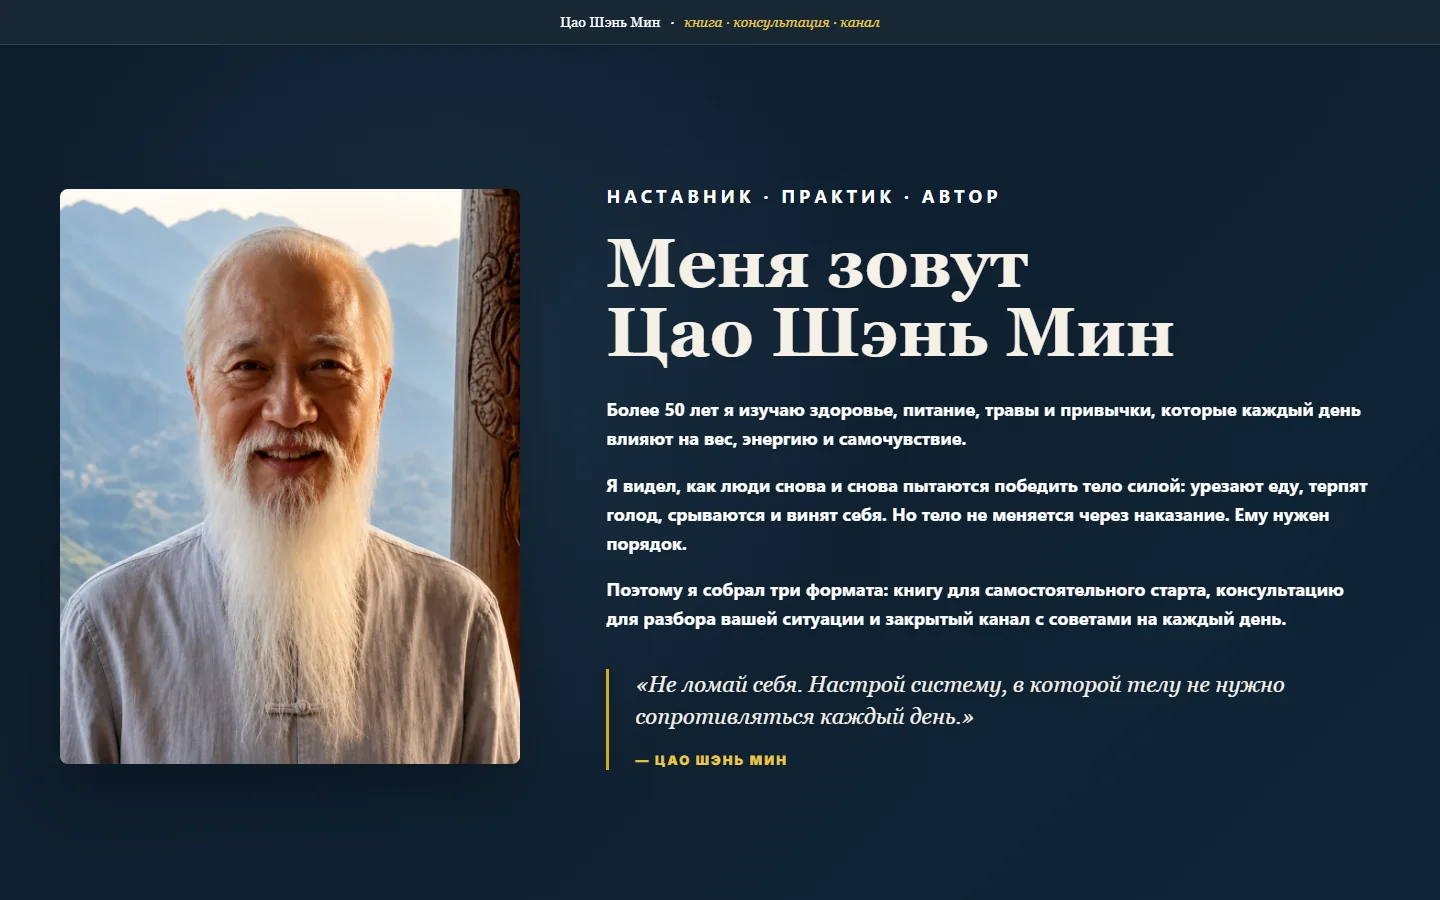 Цао Шэнь Мин · книга · консультация · канал
НАСТАВНИК · ПРАКТИК · АВТОР
Меня зовут
Цао Шэнь Мин
Более 50 лет я изучаю здоровье, питание, травы и привычки, которые каждый день
влияют на вес, энергию и самочувствие.
Я видел, как люди снова и снова пытаются победить тело силой: урезают еду, терпят
голод, срываются и винят себя. Но тело не меняется через наказание. Ему нужен
порядок.
Поэтому я собрал три формата: книгу для самостоятельного старта, консультацию
для разбора вашей ситуации и закрытый канал с советами на каждый день.
«Не ломай себя. Настрой систему, в которой телу не нужно
сопротивляться каждый день.»
— ЦАО ШЭНЬ МИН